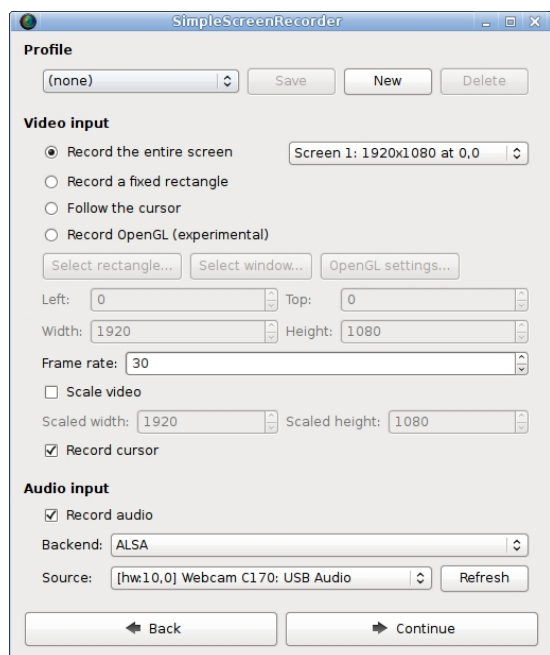 SimpleScreenRecorder
Profile
(none) Save New Delete
Video input
Record the entire screen Screen 1: 1920x1080 at 0,0
Record a fixed rectangle
Follow the cursor
Record OpenGL (experimental)
Select rectangle... Select window... OpenGL settings...
Left: 0 Top: 0
Width: 1920 Height: 1080
Frame rate: 30
Scale video
Scaled width: 1920 Scaled height: 1080
Record cursor
Audio input
Record audio
Backend: ALSA
Source: [hw:10,0] Webcam C170: USB Audio Refresh
Back Continue